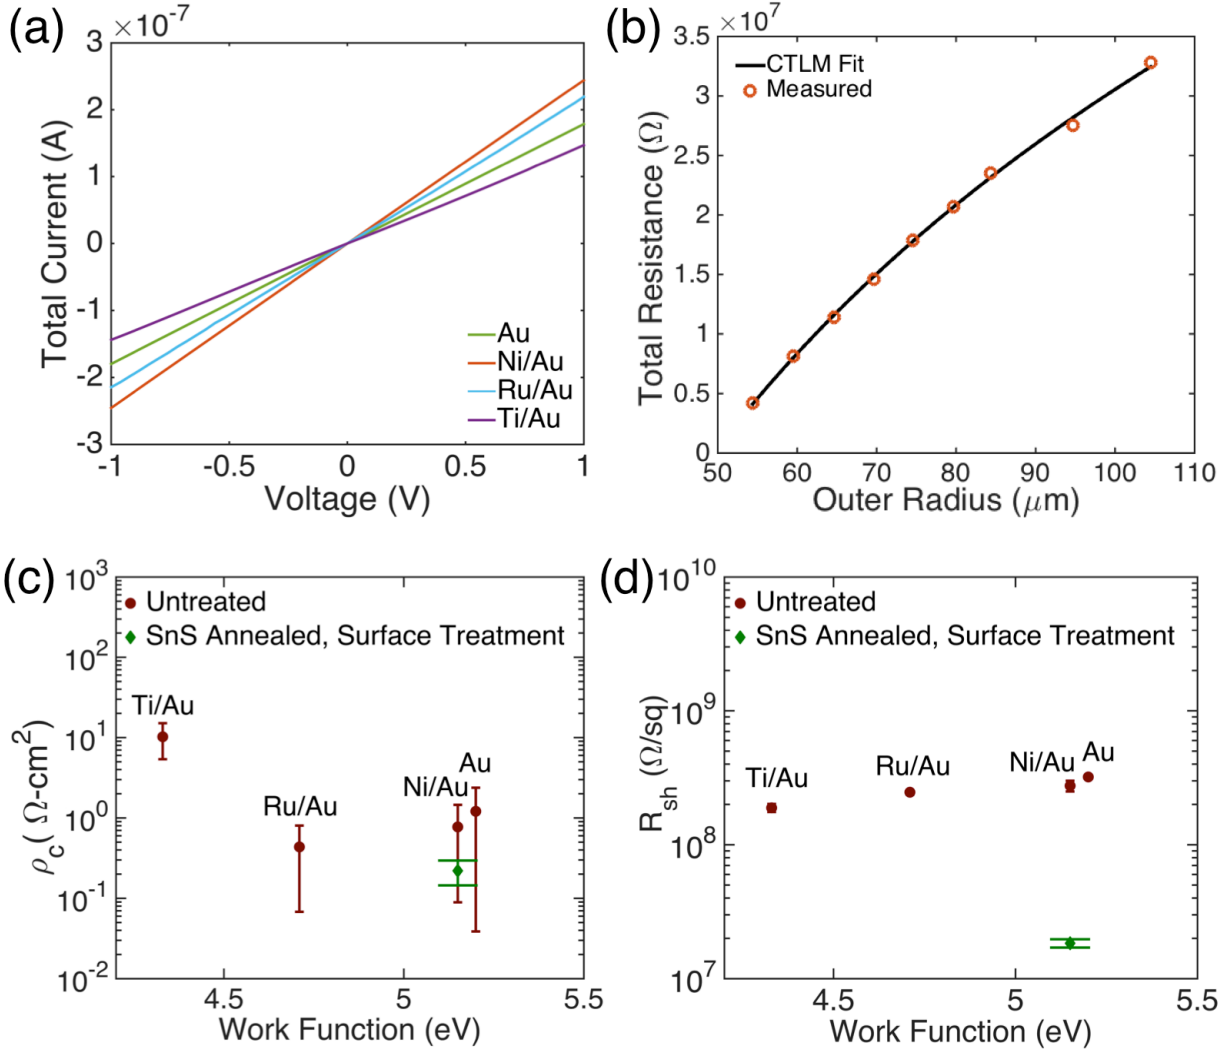 (a)
×10⁻⁷
3
2
1
0
-1
-2
-3
Total Current (A)
Au
Ni/Au
Ru/Au
Ti/Au
-1 -0.5 0 0.5 1
Voltage (V)
(b)
×10⁷
3.5
3
2.5
2
1.5
1
0.5
0
Total Resistance (Ω)
CTLM Fit
Measured
50 60 70 80 90 100 110
Outer Radius (μm)
(c)
10³
10²
10¹
10⁰
10⁻¹
10⁻²
ρc( Ω-cm²)
Untreated
SnS Annealed, Surface Treatment
Ti/Au
Ru/Au
Ni/Au
Au
4.5 5 5.5
Work Function (eV)
(d)
10¹⁰
10⁹
10⁸
10⁷
Rsh (Ω/sq)
Untreated
SnS Annealed, Surface Treatment
Ti/Au
Ru/Au
Ni/Au
Au
4.5 5 5.5
Work Function (eV)